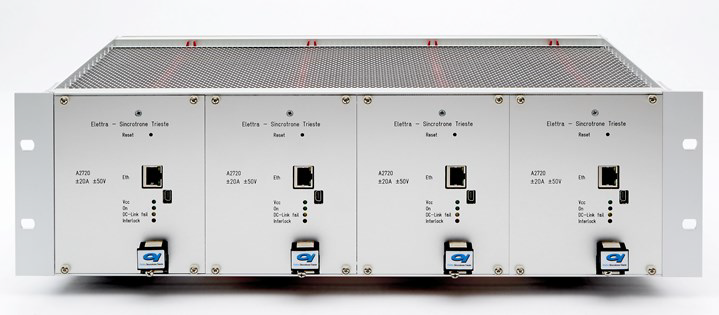 Elettra - Sincrotrone Trieste
Reset
A2720
±20A ±50V
Eth
Vcc
On
DC-Link fail
Interlock
Elettra - Sincrotrone Trieste
Reset
A2720
±20A ±50V
Eth
Vcc
On
DC-Link fail
Interlock
Elettra - Sincrotrone Trieste
Reset
A2720
±20A ±50V
Eth
Vcc
On
DC-Link fail
Interlock
Elettra - Sincrotrone Trieste
Reset
A2720
±20A ±50V
Eth
Vcc
On
DC-Link fail
Interlock